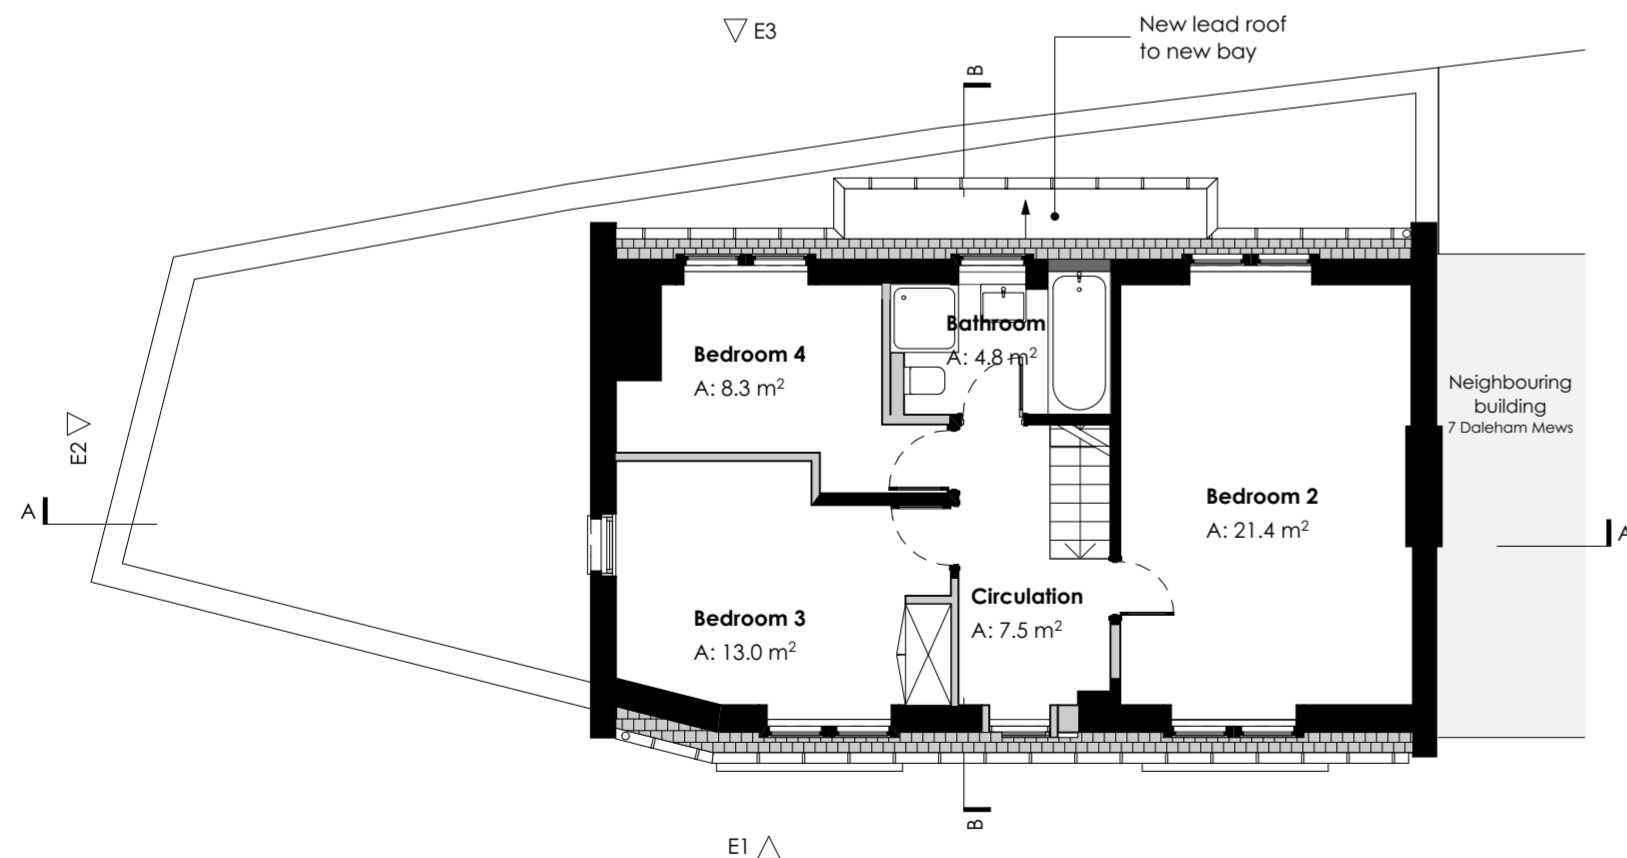 New lead roof
to new bay
E3
B
Bathroom
A: 4.8 m²
Bedroom 4
A: 8.3 m²
Neighbouring
building
7 Daleham Mews
E2
A
Bedroom 2
A: 21.4 m²
A
Circulation
A: 7.5 m²
Bedroom 3
A: 13.0 m²
B
E1